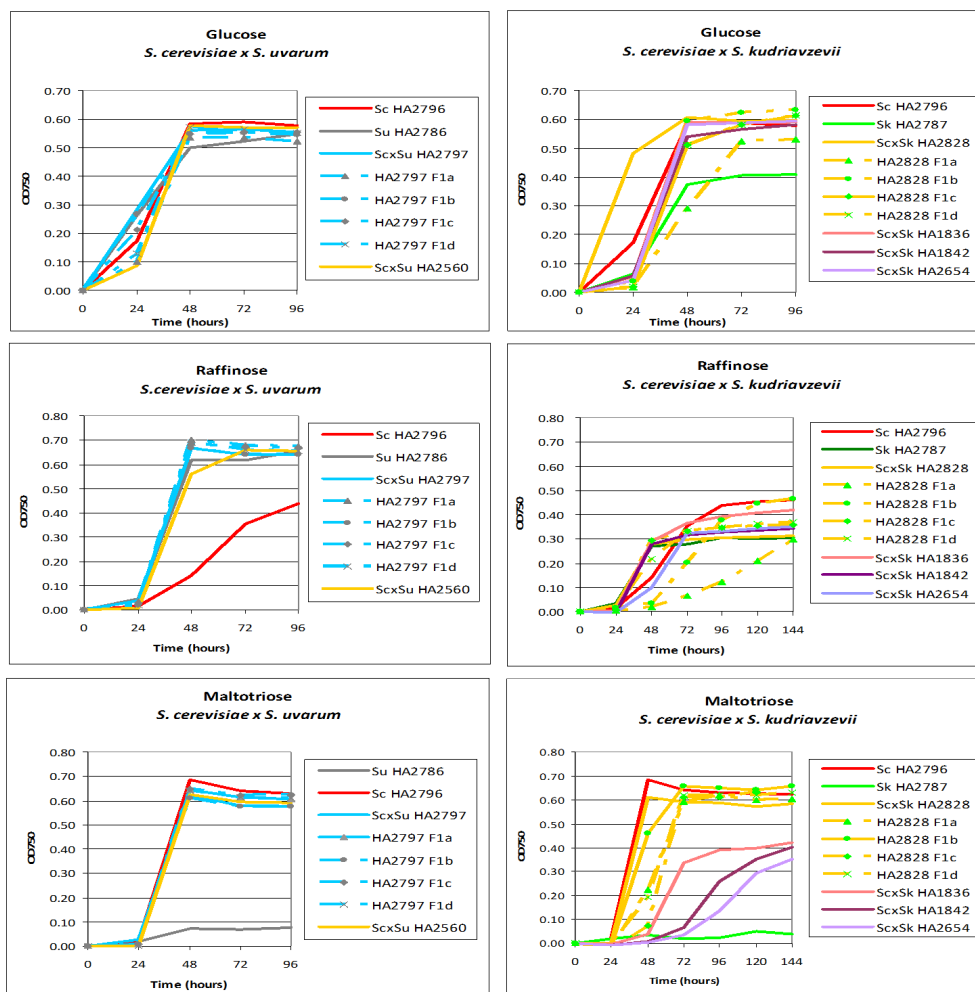 Glucose
S. cerevisiae x S. uvarum
0.70
0.60
0.50
0.40
0.30
0.20
0.10
0.00
OD750
0 24 48 72 96
Time (hours)
Sc HA2796
Su HA2786
ScxSu HA2797
HA2797 F1a
HA2797 F1b
HA2797 F1c
HA2797 F1d
ScxSu HA2560
Glucose
S. cerevisiae x S. kudriavzevii
0.70
0.60
0.50
0.40
0.30
0.20
0.10
0.00
OD750
0 24 48 72 96
Time (hours)
Sc HA2796
Sk HA2787
ScxSk HA2828
HA2828 F1a
HA2828 F1b
HA2828 F1c
HA2828 F1d
ScxSk HA1836
ScxSk HA1842
ScxSk HA2654
Raffinose
S.cerevisiae x S. uvarum
0.80
0.70
0.60
0.50
0.40
0.30
0.20
0.10
0.00
OD750
0 24 48 72 96
Time (hours)
Sc HA2796
Su HA2786
ScxSu HA2797
HA2797 F1a
HA2797 F1b
HA2797 F1c
HA2797 F1d
ScxSu HA2560
Raffinose
S. cerevisiae x S. kudriavzevii
0.80
0.70
0.60
0.50
0.40
0.30
0.20
0.10
0.00
OD750
0 24 48 72 96 120 144
Time (hours)
Sc HA2796
Sk HA2787
ScxSk HA2828
HA2828 F1a
HA2828 F1b
HA2828 F1c
HA2828 F1d
ScxSk HA1836
ScxSk HA1842
ScxSk HA2654
Maltotriose
S. cerevisiae x S. uvarum
0.80
0.70
0.60
0.50
0.40
0.30
0.20
0.10
0.00
OD750
0 24 48 72 96
Time (hours)
Su HA2786
Sc HA2796
ScxSu HA2797
HA2797 F1a
HA2797 F1b
HA2797 F1c
HA2797 F1d
ScxSu HA2560
Maltotriose
S. cerevisiae x S. kudriavzevii
0.80
0.70
0.60
0.50
0.40
0.30
0.20
0.10
0.00
OD750
0 24 48 72 96 120 144
Time (hours)
Sc HA2796
Sk HA2787
ScxSk HA2828
HA2828 F1a
HA2828 F1b
HA2828 F1c
HA2828 F1d
ScxSk HA1836
ScxSk HA1842
ScxSk HA2654